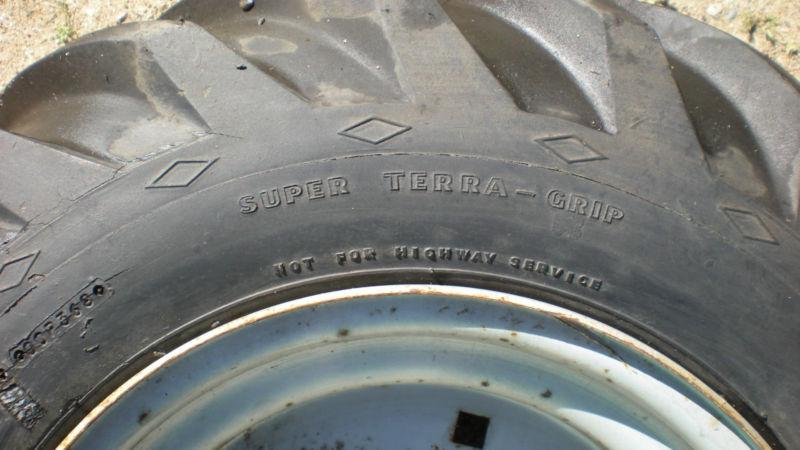 SUPER TERRA-GRIP
NOT FOR HIGHWAY SERVICE